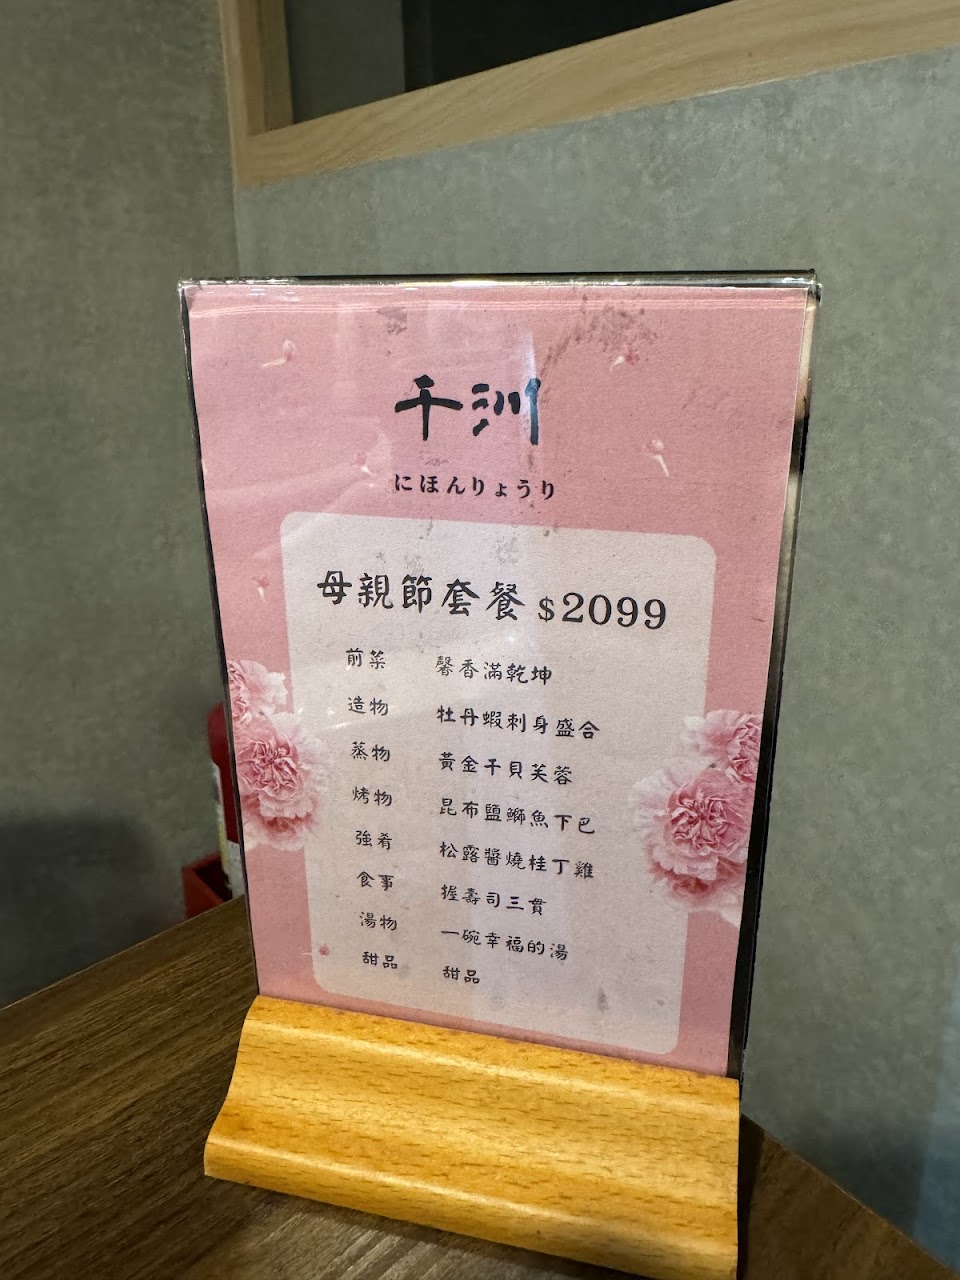 千洲
にほんりょうり
母親節套餐 $2099
前菜 馨香滿乾坤
造物 牡丹蝦刺身盛合
蒸物 黃金干貝芙蓉
烤物 昆布鹽鰤魚下巴
強肴 松露醬燒桂丁雞
食事 握壽司三貫
湯物 一碗幸福的湯
甜品 甜品